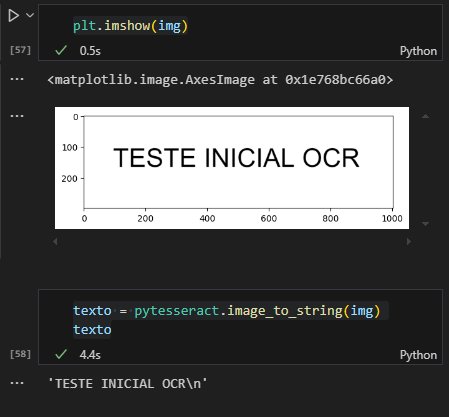 plt.imshow(img)
[57]
0.5s
Python
<matplotlib.image.AxesImage at 0x1e768bc66a0>
0
100
200
TESTE INICIAL OCR
0 200 400 600 800 1000
texto = pytesseract.image_to_string(img)
texto
[58]
4.4s
Python
'TESTE INICIAL OCR\n'